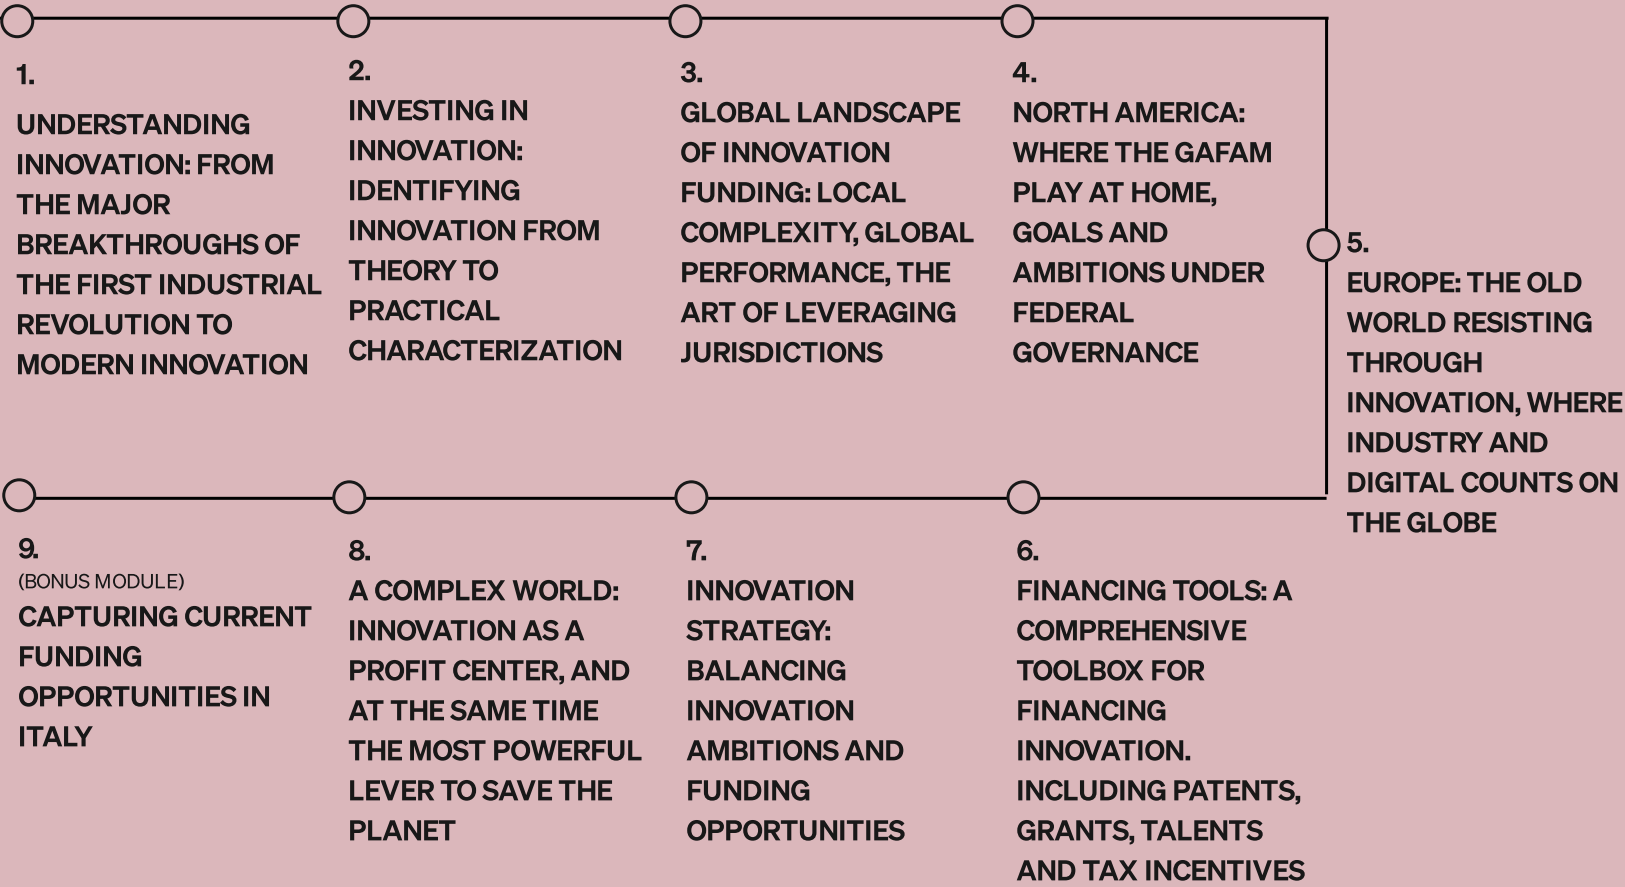 1.
UNDERSTANDING
INNOVATION: FROM
THE MAJOR
BREAKTHROUGHS OF
THE FIRST INDUSTRIAL
REVOLUTION TO
MODERN INNOVATION
2.
INVESTING IN
INNOVATION:
IDENTIFYING
INNOVATION FROM
THEORY TO
PRACTICAL
CHARACTERIZATION
3.
GLOBAL LANDSCAPE
OF INNOVATION
FUNDING: LOCAL
COMPLEXITY, GLOBAL
PERFORMANCE, THE
ART OF LEVERAGING
JURISDICTIONS
4.
NORTH AMERICA:
WHERE THE GAFAM
PLAY AT HOME,
GOALS AND
AMBITIONS UNDER
FEDERAL
GOVERNANCE
5.
EUROPE: THE OLD
WORLD RESISTING
THROUGH
INNOVATION, WHERE
INDUSTRY AND
DIGITAL COUNTS ON
THE GLOBE
6.
FINANCING TOOLS: A
COMPREHENSIVE
TOOLBOX FOR
FINANCING
INNOVATION.
INCLUDING PATENTS,
GRANTS, TALENTS
AND TAX INCENTIVES
7.
INNOVATION
STRATEGY:
BALANCING
INNOVATION
AMBITIONS AND
FUNDING
OPPORTUNITIES
8.
A COMPLEX WORLD:
INNOVATION AS A
PROFIT CENTER, AND
AT THE SAME TIME
THE MOST POWERFUL
LEVER TO SAVE THE
PLANET
9.
(BONUS MODULE)
CAPTURING CURRENT
FUNDING
OPPORTUNITIES IN
ITALY